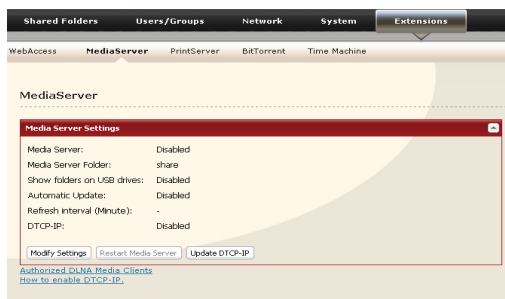 Shared Folders Users/Groups Network System Extensions
WebAccess MediaServer PrintServer BitTorrent Time Machine
MediaServer
Media Server Settings
Media Server: Disabled
Media Server Folder: share
Show folders on USB drives: Disabled
Automatic Update: Disabled
Refresh interval (Minute): -
DTCP-IP: Disabled
Modify Settings Restart Media Server Update DTCP-IP
Authorized DLNA Media Clients
How to enable DTCP-IP.